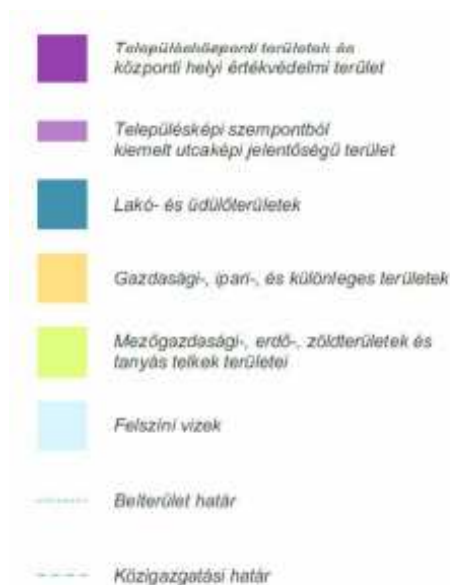 Településközponti területek és
központi helyi értékvédelmi terület
Településképi szempontból
kiemelt utcaképi jelentőségű terület
Lakó- és üdülőterületek
Gazdasági-, ipari-, és különleges területek
Mezőgazdasági-, erdő-, zöldterületek és
tanyás telkek területei
Felszíni vizek
Belterület határ
Közigazgatási határ